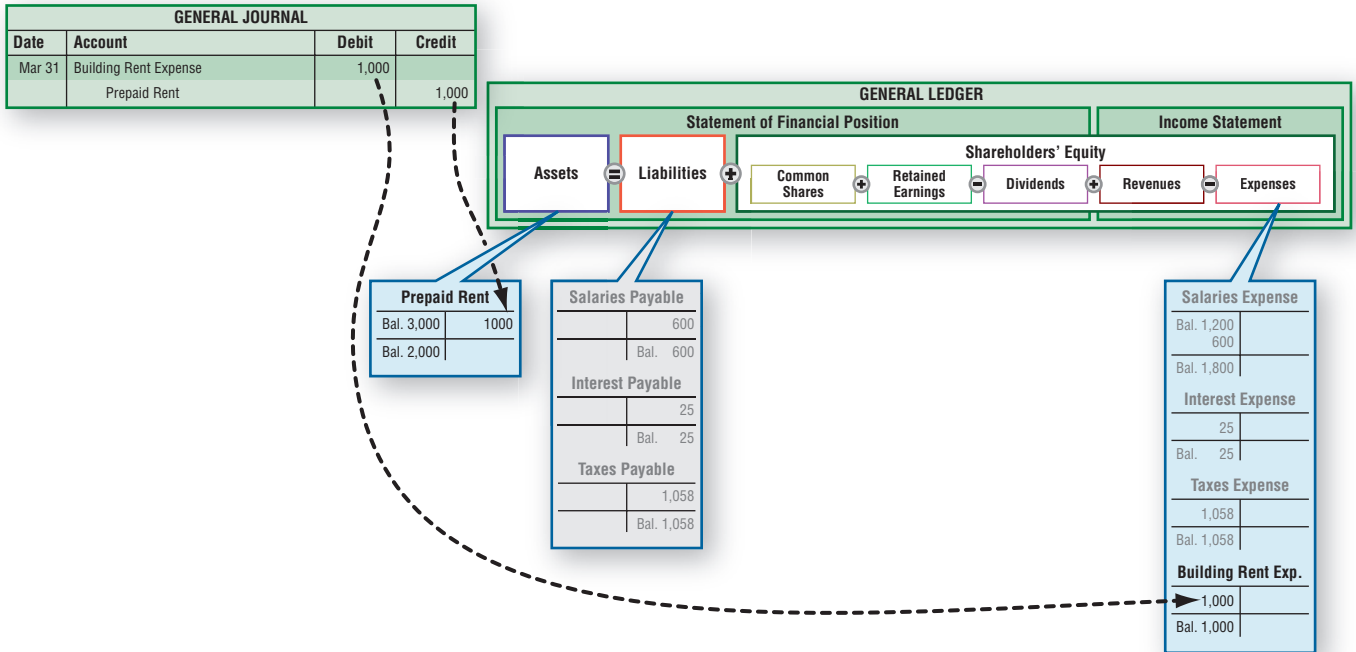 GENERAL JOURNAL
Date Account Debit Credit
Mar 31 Building Rent Expense 1,000
Prepaid Rent 1,000
GENERAL LEDGER
Statement of Financial Position Income Statement
Shareholders' Equity
Assets = Liabilities + Common Shares + Retained Earnings − Dividends + Revenues − Expenses
Prepaid Rent
Bal. 3,000 1000
Bal. 2,000
Salaries Payable
600
Bal. 600
Interest Payable
25
Bal. 25
Taxes Payable
1,058
Bal. 1,058
Salaries Expense
Bal. 1,200
600
Bal. 1,800
Interest Expense
25
Bal. 25
Taxes Expense
1,058
Bal. 1,058
Building Rent Exp.
1,000
Bal. 1,000